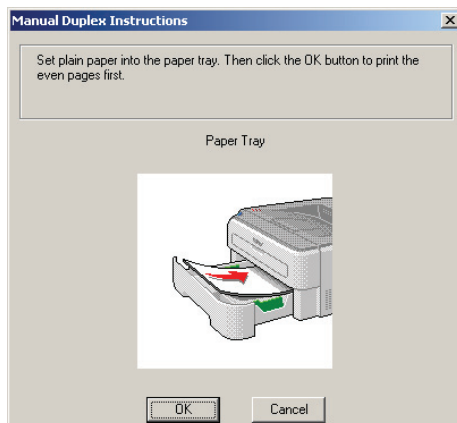 Manual Duplex Instructions
Set plain paper into the paper tray. Then click the OK button to print the
even pages first.
Paper Tray
OK
Cancel